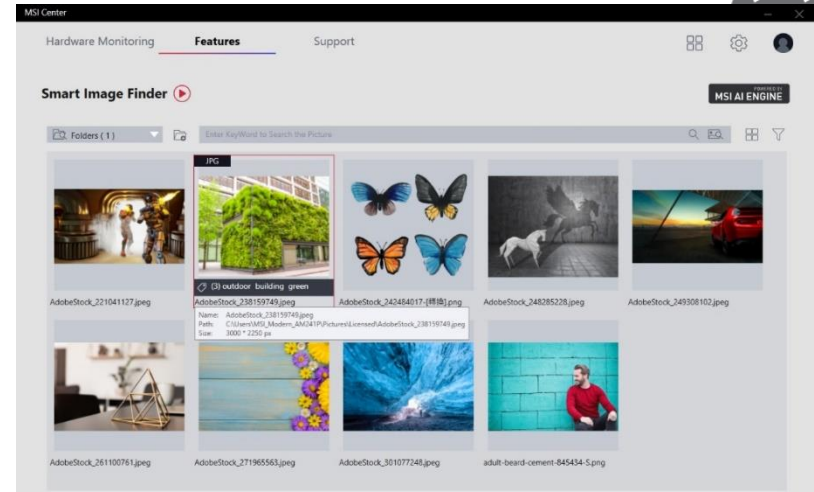 MSI Center
Hardware Monitoring Features Support
Smart Image Finder
POWERED BY
MSI AI ENGINE
Folders ( 1 )
Enter KeyWord to Search the Picture
JPG
(3) outdoor building green
AdobeStock_221041127.jpeg AdobeStock_238159749.jpeg AdobeStock_242484017-[轉換].png AdobeStock_248285228.jpeg AdobeStock_249308102.jpeg
Name: AdobeStock_238159749.jpeg
Path: C:\Users\MSI_Modern_AM241P\Pictures\Licensed\AdobeStock_238159749.jpeg
Size: 3000 * 2250 px
AdobeStock_261100761.jpeg AdobeStock_271965563.jpeg AdobeStock_301077248.jpeg adult-beard-cement-845434-S.png